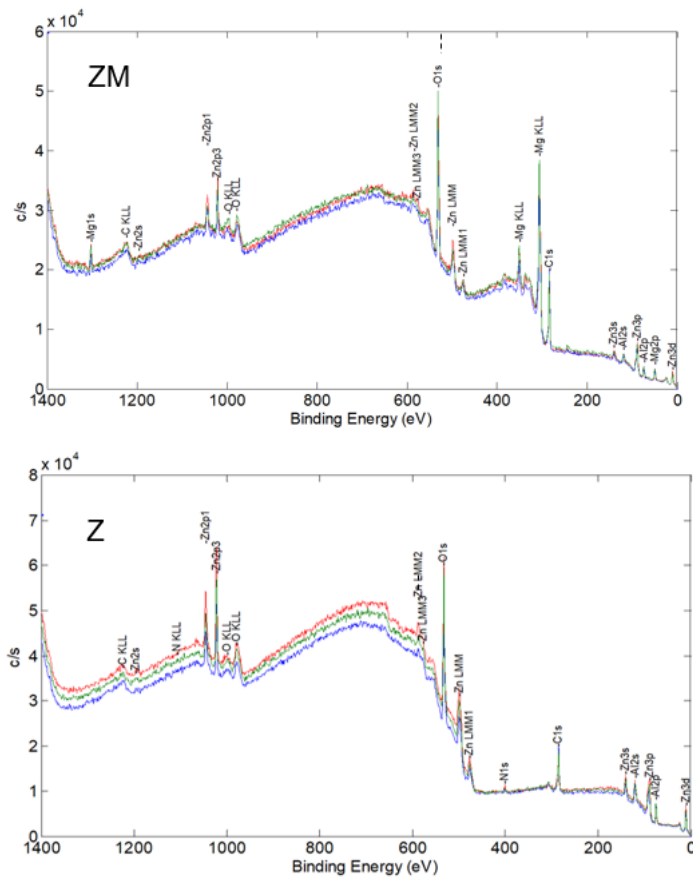 x 10⁴
6
5
4
3
2
1
0
c/s
ZM
-Mg1s
-C KLL
-Zn2s
-Zn2p1
Zn2p3
-O KLL
-O KLL
-Zn LMM2
-Zn LMM3
-O1s
-Zn LMM
-Zn LMM1
-Mg KLL
-Mg KLL
C1s
-Zn3s
-Al2s
-Zn3p
-Al2p
-Mg2p
-Zn3d
1400 1200 1000 800 600 400 200 0
Binding Energy (eV)
x 10⁴
8
7
6
5
4
3
2
1
0
c/s
Z
-C KLL
-Zn2s
-N KLL
-Zn2p1
Zn2p3
-O KLL
-O KLL
Zn LMM2
Zn LMM3
O1s
Zn LMM
Zn LMM1
-N1s
C1s
Zn3s
-Al2s
Zn3p
-Al2p
Zn3d
1400 1200 1000 800 600 400 200 0
Binding Energy (eV)